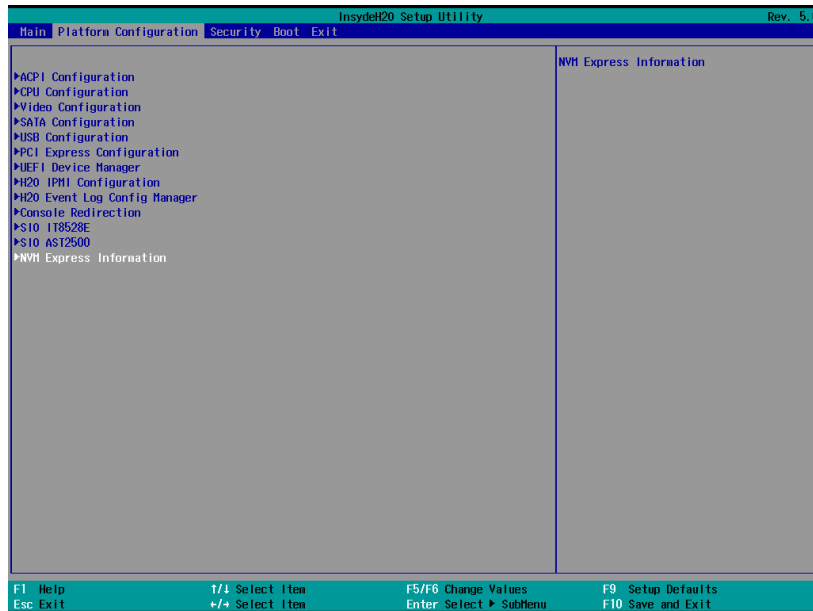 InsydeH20 Setup Utility Rev. 5.
Main Platform Configuration Security Boot Exit
NVM Express Information
▶ACPI Configuration
▶CPU Configuration
▶Video Configuration
▶SATA Configuration
▶USB Configuration
▶PCI Express Configuration
▶UEFI Device Manager
▶H2O IPMI Configuration
▶H2O Event Log Config Manager
▶Console Redirection
▶SIO IT8528E
▶SIO AST2500
▶NVM Express Information
F1 Help ↑/↓ Select Item F5/F6 Change Values F9 Setup Defaults
Esc Exit ←/→ Select Item Enter Select ▶ SubMenu F10 Save and Exit